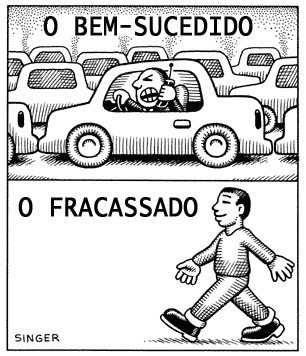 O BEM-SUCEDIDO
O FRACASSADO
SINGER